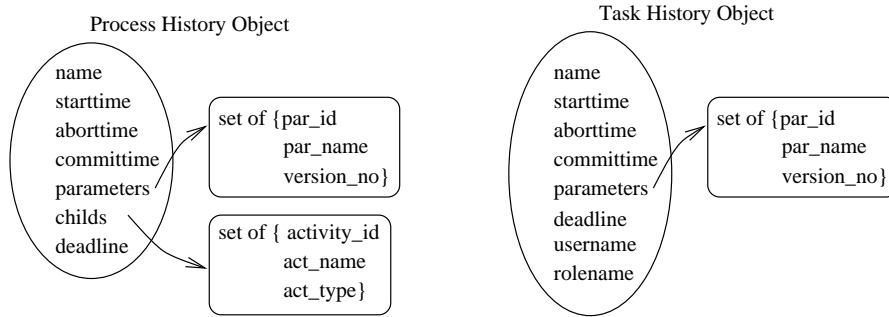 Process History Object
name
starttime
aborttime
committime
parameters
childs
deadline
set of {par_id
par_name
version_no}
set of { activity_id
act_name
act_type}
Task History Object
name
starttime
aborttime
committime
parameters
deadline
username
rolename
set of {par_id
par_name
version_no}